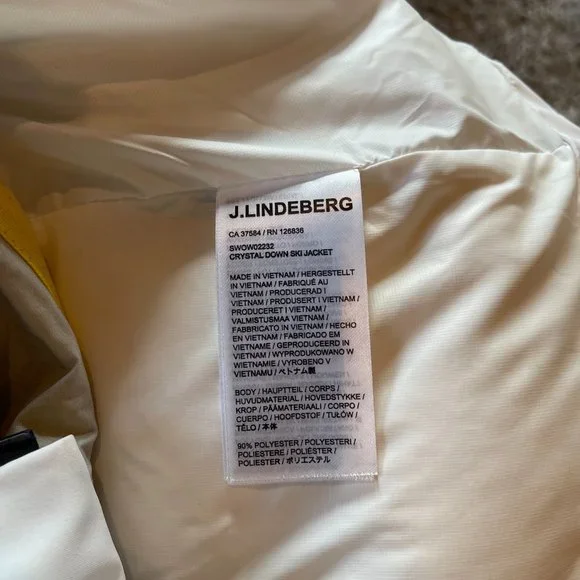 J.LINDEBERG
CA 37584 / RN 126836
SWOW02232
CRYSTAL DOWN SKI JACKET
MADE IN VIETNAM / HERGESTELLT
IN VIETNAM / FABRIQUÉ AU
VIETNAM / PRODUCERAD I
VIETNAM / PRODUSERT I VIETNAM /
PRODUCERET I VIETNAM /
VALMISTUSMAA VIETNAM /
FABBRICATO IN VIETNAM / HECHO
EN VIETNAM / FABRICADO EM
VIETNAME / GEPRODUCEERD IN
VIETNAM / WYPRODUKOWANO W
WIETNAMIE / VYROBENO V
VIETNAMU / ベトナム製
BODY / HAUPTTEIL / CORPS /
HUVUDMATERIAL / HOVEDSTYKKE /
KROP / PÄÄMATERIAALI / CORPO /
CUERPO / HOOFDSTOF / TUŁÓW /
TĚLO / 本体
90% POLYESTER / POLYESTERI /
POLIESTERE / POLIÉSTER /
POLIESTER / ポリエステル